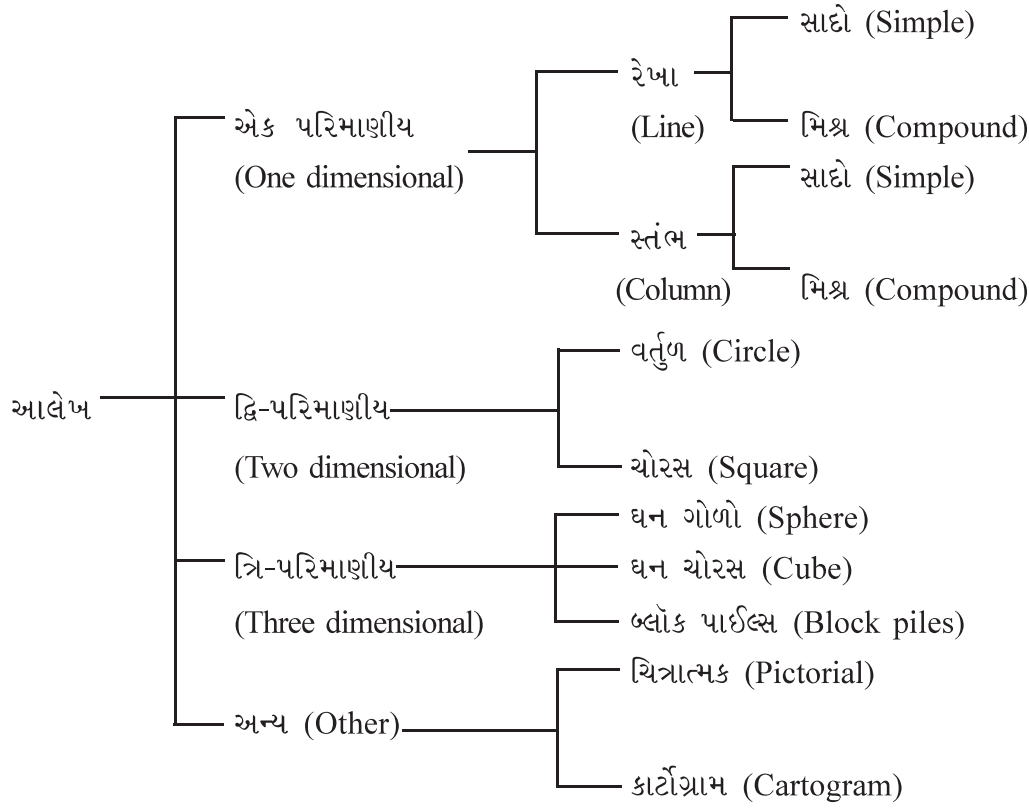 સાદો (Simple)
રેખા
(Line)
મિશ્ર (Compound)
એક પરિમાણીય
(One dimensional)
સાદો (Simple)
સ્તંભ
(Column)
મિશ્ર (Compound)
આલેખ
દ્વિ-પરિમાણીય
(Two dimensional)
વર્તુળ (Circle)
ચોરસ (Square)
ત્રિ-પરિમાણીય
(Three dimensional)
ઘન ગોળો (Sphere)
ઘન ચોરસ (Cube)
બ્લૉક પાઈલ્સ (Block piles)
અન્ય (Other)
ચિત્રાત્મક (Pictorial)
કાર્ટોગ્રામ (Cartogram)